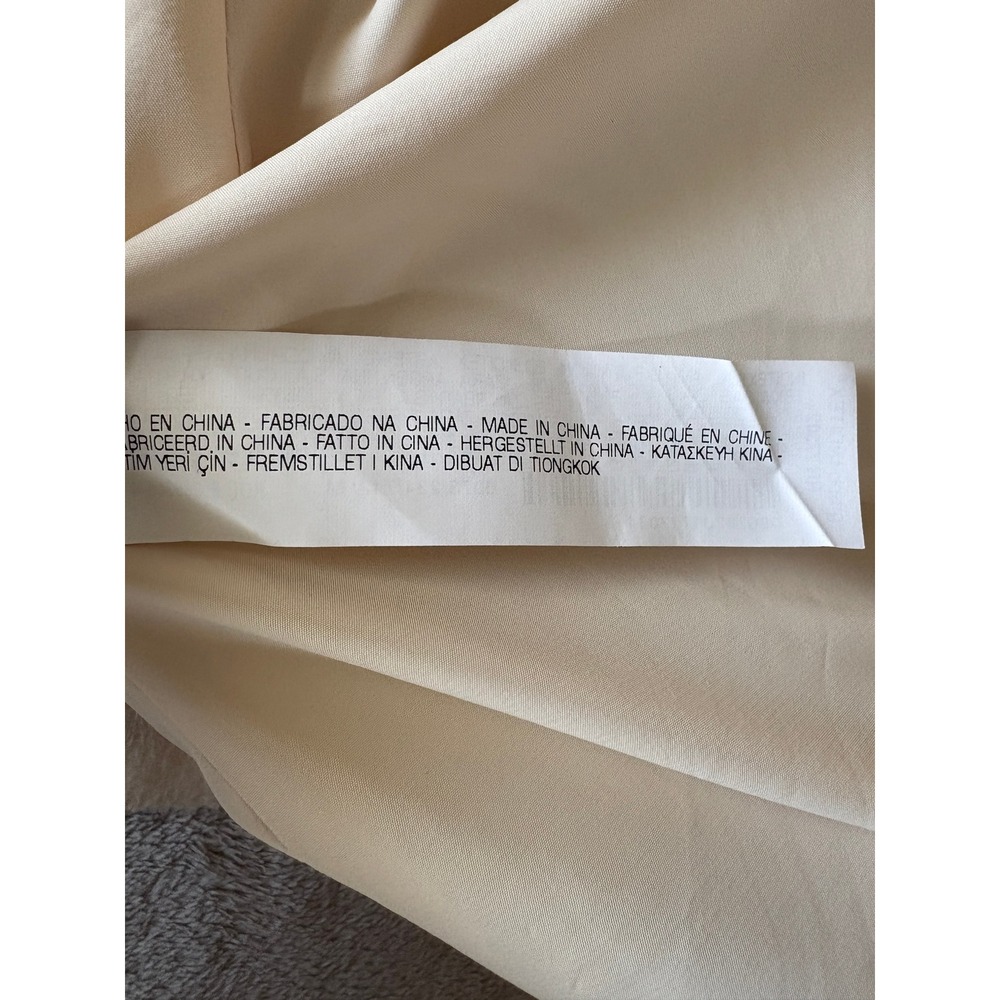 HO EN CHINA - FABRICADO NA CHINA - MADE IN CHINA - FABRIQUÉ EN CHINE -
ABRICEERD IN CHINA - FATTO IN CINA - HERGESTELLT IN CHINA - ΚΑΤΑΣΚΕΥΗ ΚΙΝΑ -
TIM YERİ ÇİN - FREMSTILLET I KINA - DIBUAT DI TIONGKOK